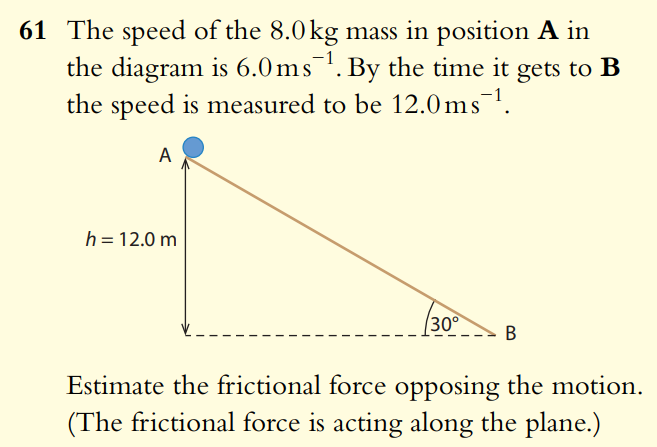 61 The speed of the 8.0 kg mass in position A in
the diagram is 6.0 m s⁻¹. By the time it gets to B
the speed is measured to be 12.0 m s⁻¹.
A
h = 12.0 m
30°
B
Estimate the frictional force opposing the motion.
(The frictional force is acting along the plane.)